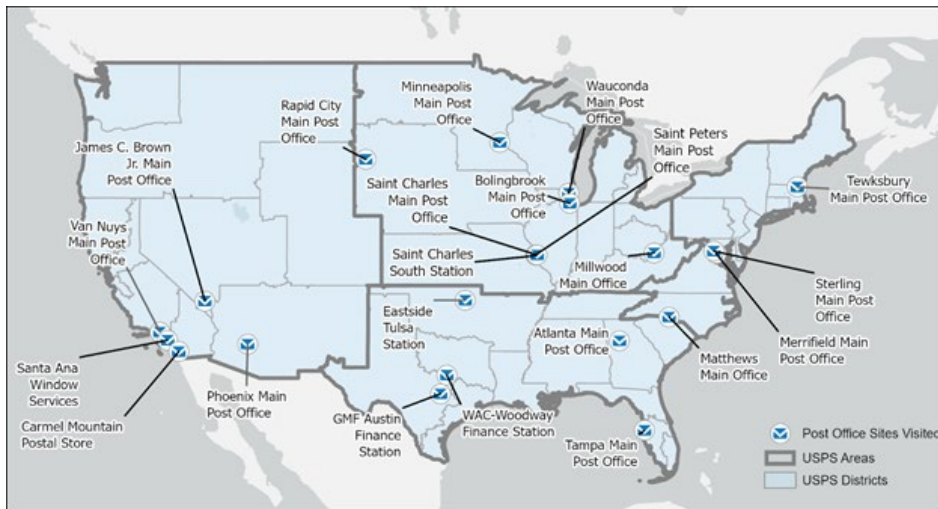 Rapid City
Main Post
Office
Minneapolis
Main Post
Office
Wauconda
Main Post
Office
Saint Peters
Main Post
Office
James C. Brown
Jr. Main
Post Office
Saint Charles
Main Post
Office
Bolingbrook
Main Post
Office
Tewksbury
Main Post Office
Van Nuys
Main Post
Office
Saint Charles
South Station
Millwood
Main Office
Sterling
Main Post
Office
Eastside
Tulsa
Station
Atlanta Main
Post Office
Merrifield Main
Post Office
Matthews
Main Office
Santa Ana
Window
Services
Phoenix Main
Post Office
Carmel Mountain
Postal Store
GMF Austin
Finance
Station
WAC-Woodway
Finance Station
Tampa Main
Post Office
Post Office Sites Visited
USPS Areas
USPS Districts